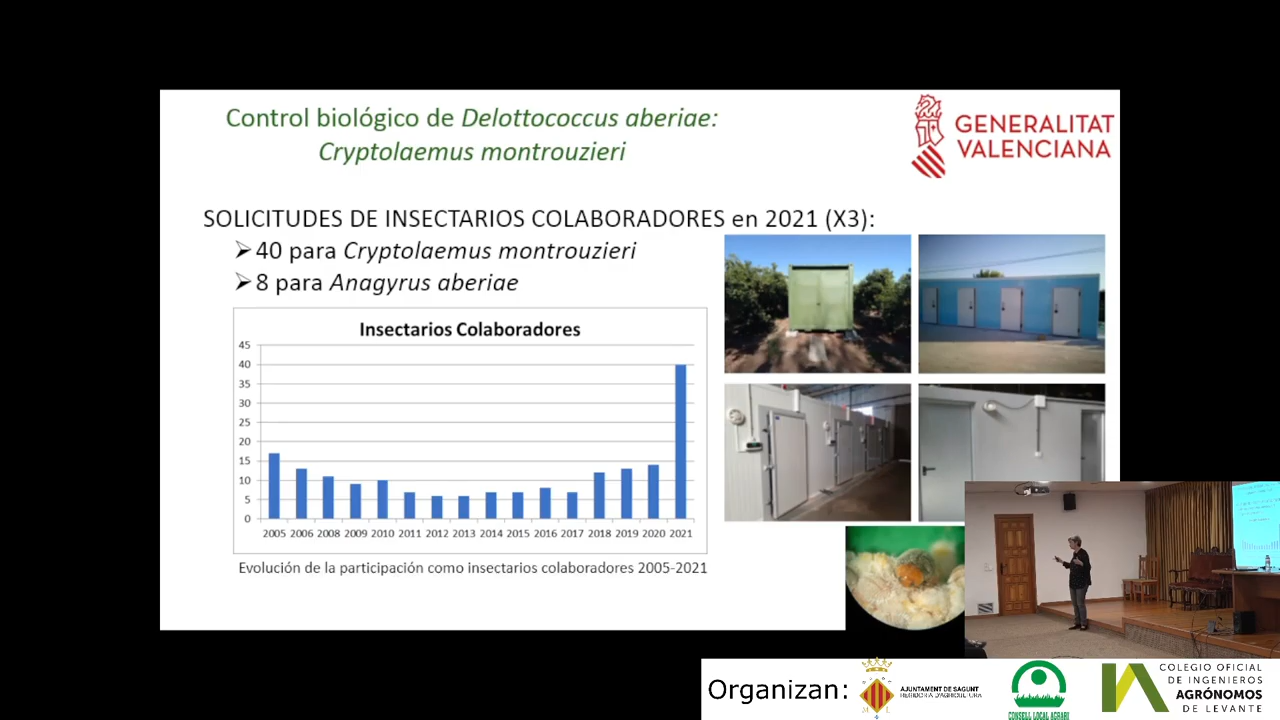 Control biológico de Delottococcus aberiae:
Cryptolaemus montrouzieri
GENERALITAT
VALENCIANA
SOLICITUDES DE INSECTARIOS COLABORADORES en 2021 (X3):
➢40 para Cryptolaemus montrouzieri
➢8 para Anagyrus aberiae
Insectarios Colaboradores
45
40
35
30
25
20
15
10
5
0
2005 2006 2008 2009 2010 2011 2012 2013 2014 2015 2016 2017 2018 2019 2020 2021
Evolución de la participación como insectarios colaboradores 2005-2021
Organizan:
AJUNTAMENT DE SAGUNT
REGIDORIA D'AGRICULTURA
CONSELL LOCAL AGRARI
COLEGIO OFICIAL
DE INGENIEROS
AGRÓNOMOS
DE LEVANTE